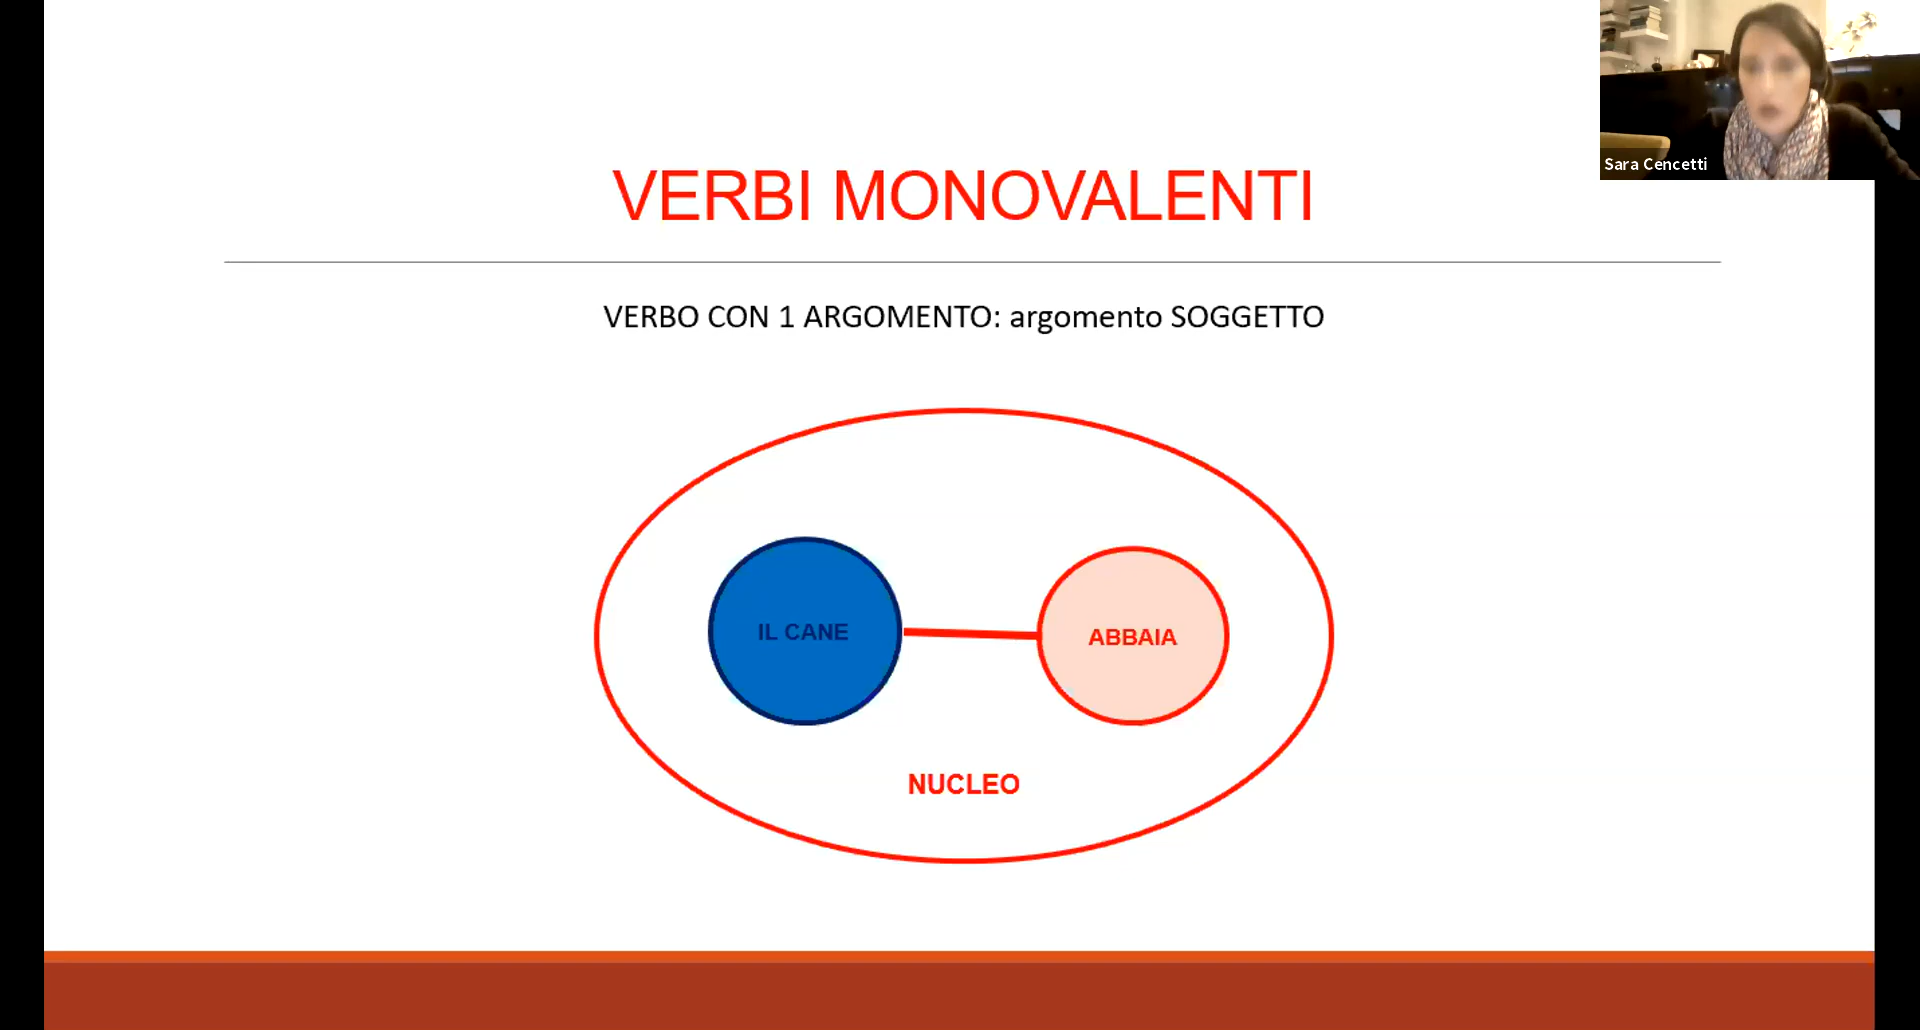 Sara Cencetti
VERBI MONOVALENTI
VERBO CON 1 ARGOMENTO: argomento SOGGETTO
IL CANE
ABBAIA
NUCLEO